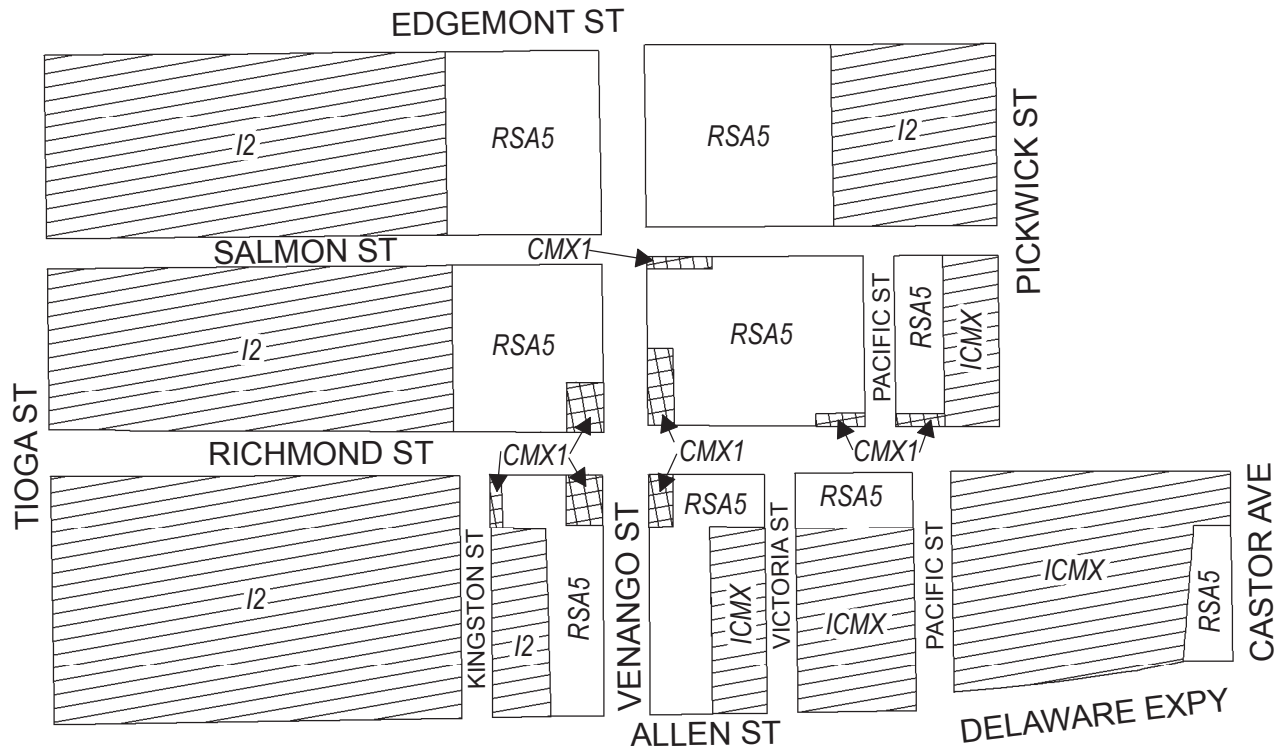 EDGEMONT ST
I2
RSA5
RSA5
I2
PICKWICK ST
SALMON ST
CMX1
I2
RSA5
RSA5
PACIFIC ST
RSA5
ICMX
TIOGA ST
RICHMOND ST
CMX1
CMX1
CMX1
I2
KINGSTON ST
I2
RSA5
VENANGO ST
RSA5
ICMX
VICTORIA ST
RSA5
ICMX
PACIFIC ST
ICMX
RSA5
CASTOR AVE
ALLEN ST
DELAWARE EXPY